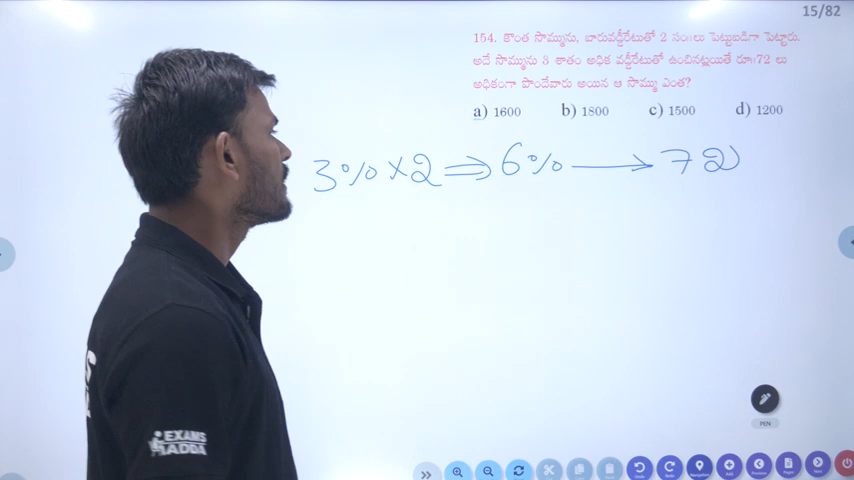 15/82
154. కొంత సొమ్మును, బారువడ్డీరేటుతో 2 సం॥లు పెట్టుబడిగా పెట్టారు.
అదే సొమ్మును 3 శాతం అధిక వడ్డీరేటుతో ఉంచినట్లయితే రూ॥72 లు
అధికంగా పొందేవారు అయిన ఆ సొమ్ము ఎంత?
a) 1600 b) 1800 c) 1500 d) 1200
3% × 2 ⇒ 6% → 72
EXAMS
ADDA
PEN